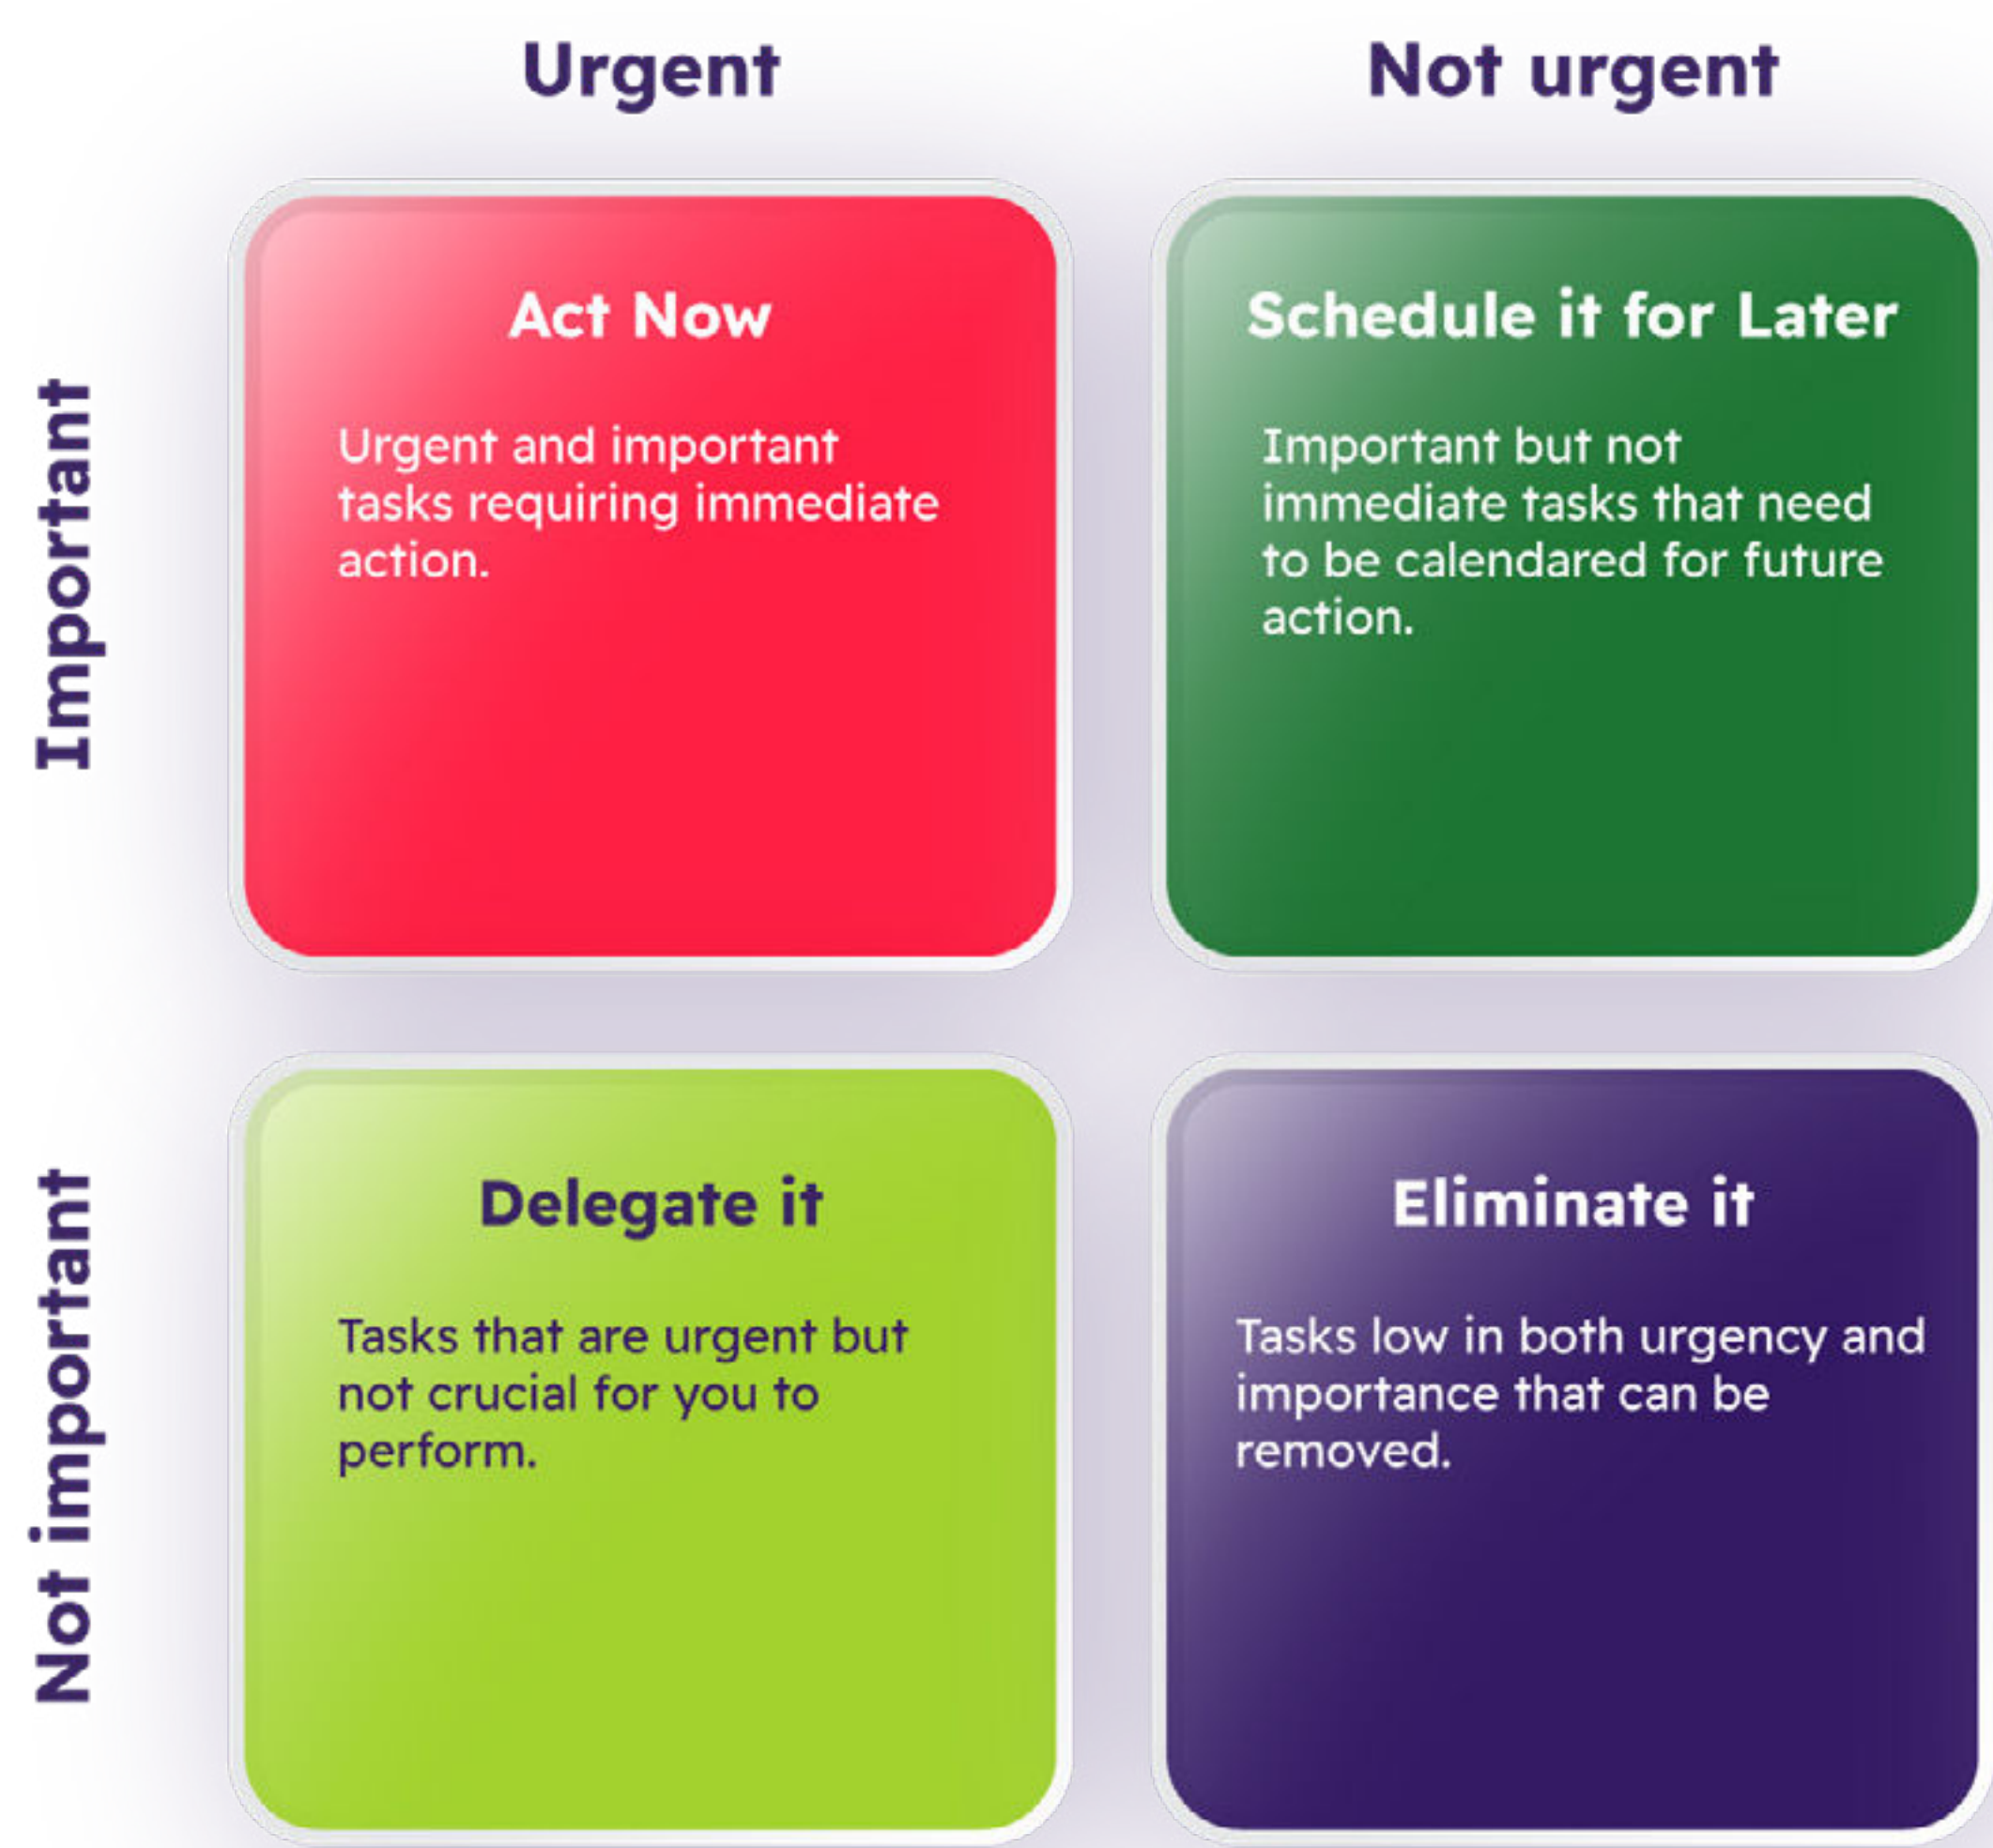 Urgent
Not urgent
Important
Act Now
Urgent and important
tasks requiring immediate
action.
Schedule it for Later
Important but not
immediate tasks that need
to be calendared for future
action.
Not important
Delegate it
Tasks that are urgent but
not crucial for you to
perform.
Eliminate it
Tasks low in both urgency and
importance that can be
removed.